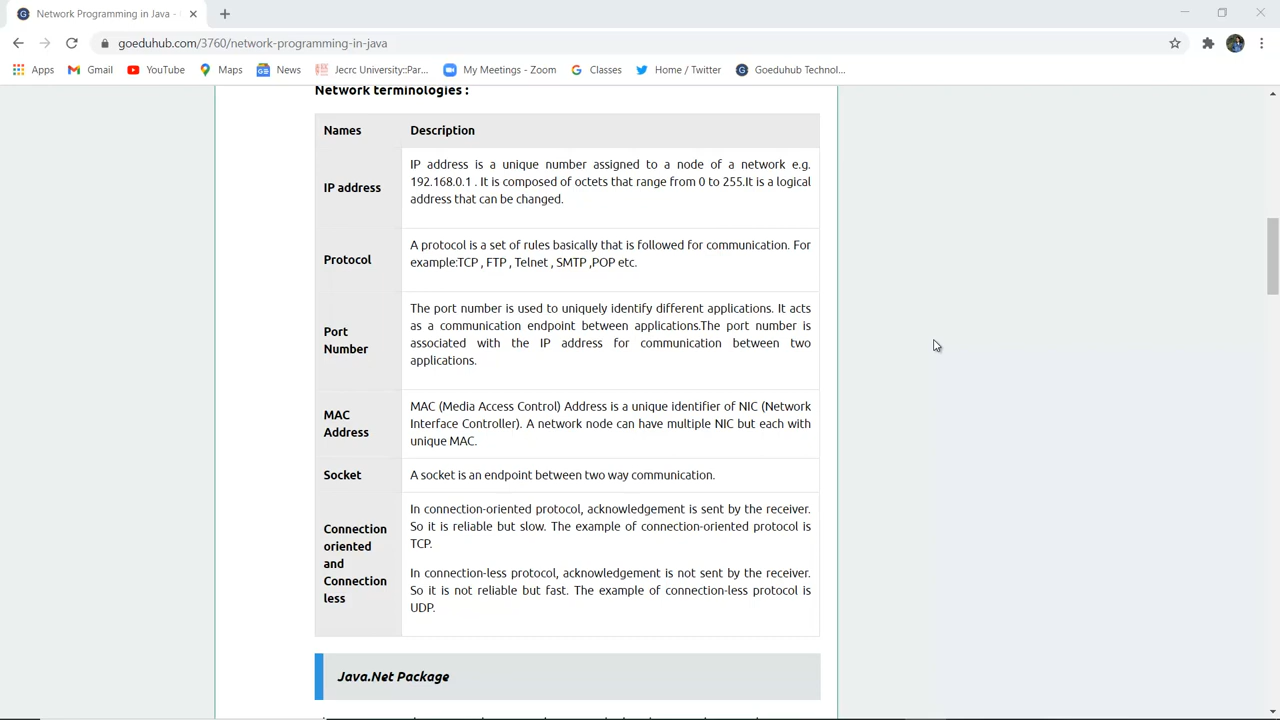 Network Programming in Java -
goeduhub.com/3760/network-programming-in-java
Apps Gmail YouTube Maps News Jecrc University::Par... My Meetings - Zoom Classes Home / Twitter Goeduhub Technol...
Network terminologies :
Names Description
IP address
IP address is a unique number assigned to a node of a network e.g.
192.168.0.1 . It is composed of octets that range from 0 to 255.It is a logical
address that can be changed.
Protocol
A protocol is a set of rules basically that is followed for communication. For
example:TCP , FTP , Telnet , SMTP ,POP etc.
Port
Number
The port number is used to uniquely identify different applications. It acts
as a communication endpoint between applications.The port number is
associated with the IP address for communication between two
applications.
MAC
Address
MAC (Media Access Control) Address is a unique identifier of NIC (Network
Interface Controller). A network node can have multiple NIC but each with
unique MAC.
Socket
A socket is an endpoint between two way communication.
Connection
oriented
and
Connection
less
In connection-oriented protocol, acknowledgement is sent by the receiver.
So it is reliable but slow. The example of connection-oriented protocol is
TCP.
In connection-less protocol, acknowledgement is not sent by the receiver.
So it is not reliable but fast. The example of connection-less protocol is
UDP.
Java.Net Package